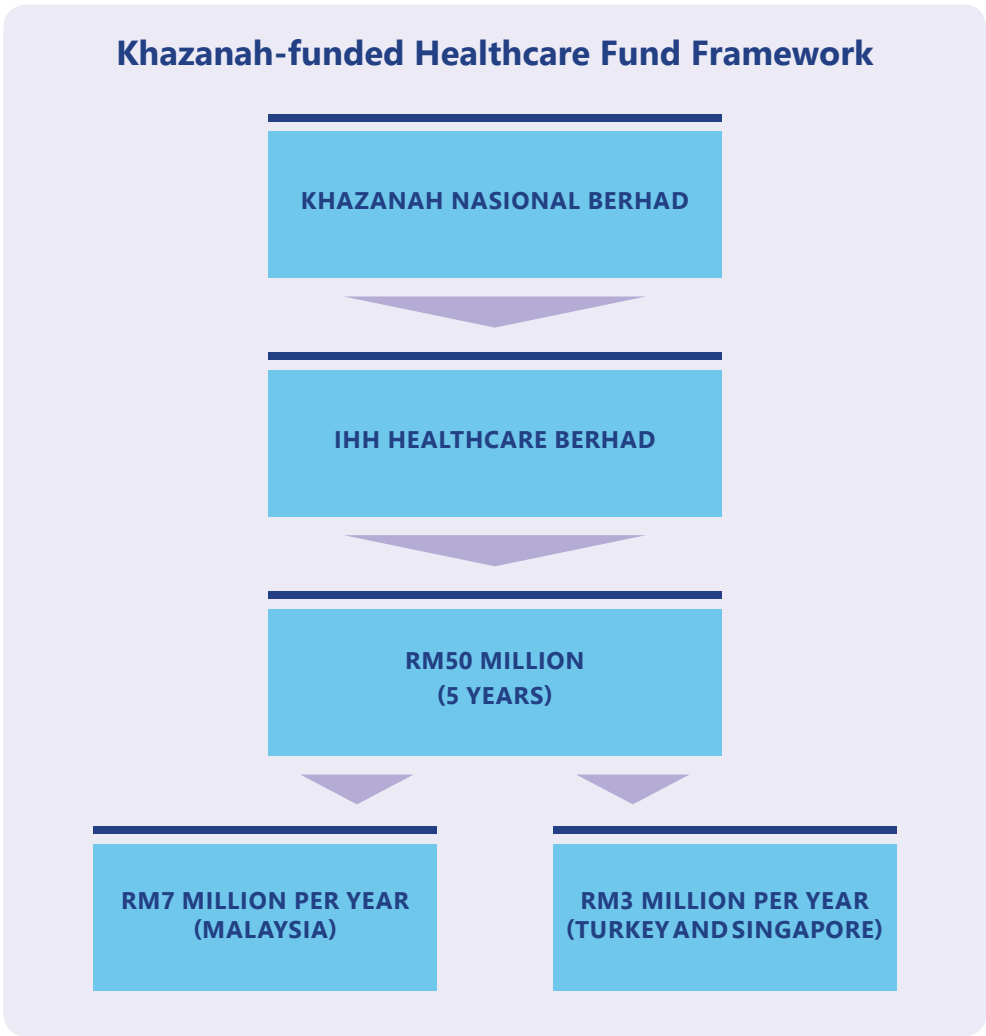 Khazanah-funded Healthcare Fund Framework
KHAZANAH NASIONAL BERHAD
IHH HEALTHCARE BERHAD
RM50 MILLION
(5 YEARS)
RM7 MILLION PER YEAR
(MALAYSIA)
RM3 MILLION PER YEAR
(TURKEY AND SINGAPORE)